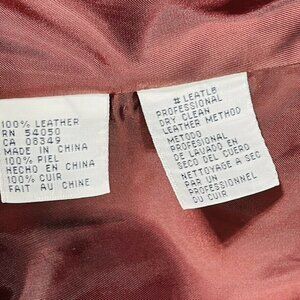 100% LEATHER
RN 54050
CA 08349
MADE IN CHINA
100% PIEL
HECHO EN CHINA
100% CUIR
FAIT AU CHINE
#LEATL8
PROFESSIONAL
DRY CLEAN
LEATHER METHOD
METODO
PROFESIONAL
DE LAVADO EN
SECO DEL CUERO
NETTOYAGE A SEC
PAR UN
PROFESSIONNEL
DU CUIR